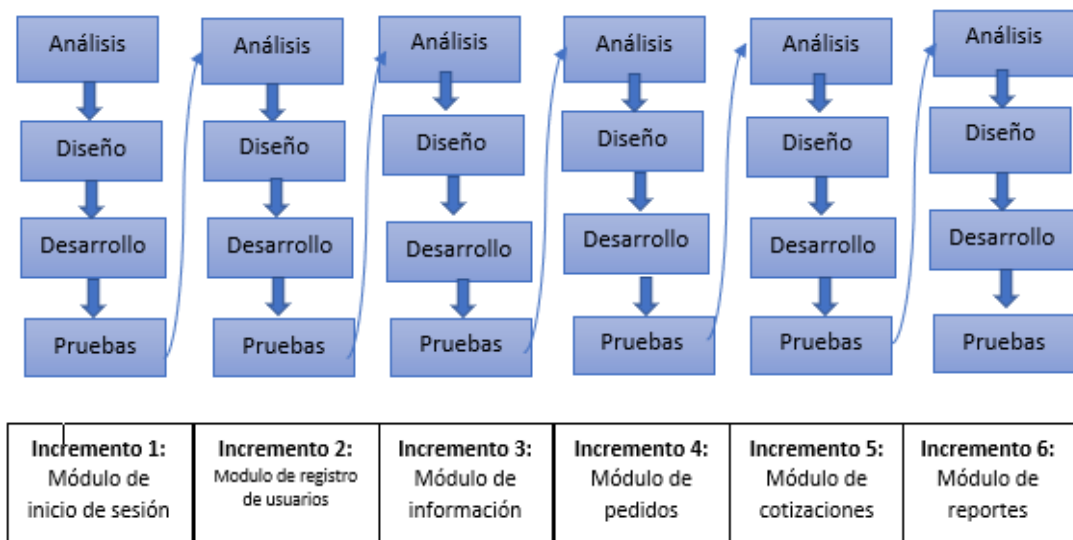 Análisis
Análisis
Análisis
Análisis
Análisis
Análisis
Diseño
Diseño
Diseño
Diseño
Diseño
Diseño
Desarrollo
Desarrollo
Desarrollo
Desarrollo
Desarrollo
Desarrollo
Pruebas
Pruebas
Pruebas
Pruebas
Pruebas
Pruebas
Incremento 1:
Módulo de
inicio de sesión
Incremento 2:
Modulo de registro
de usuarios
Incremento 3:
Módulo de
información
Incremento 4:
Módulo de
pedidos
Incremento 5:
Módulo de
cotizaciones
Incremento 6:
Módulo de
reportes